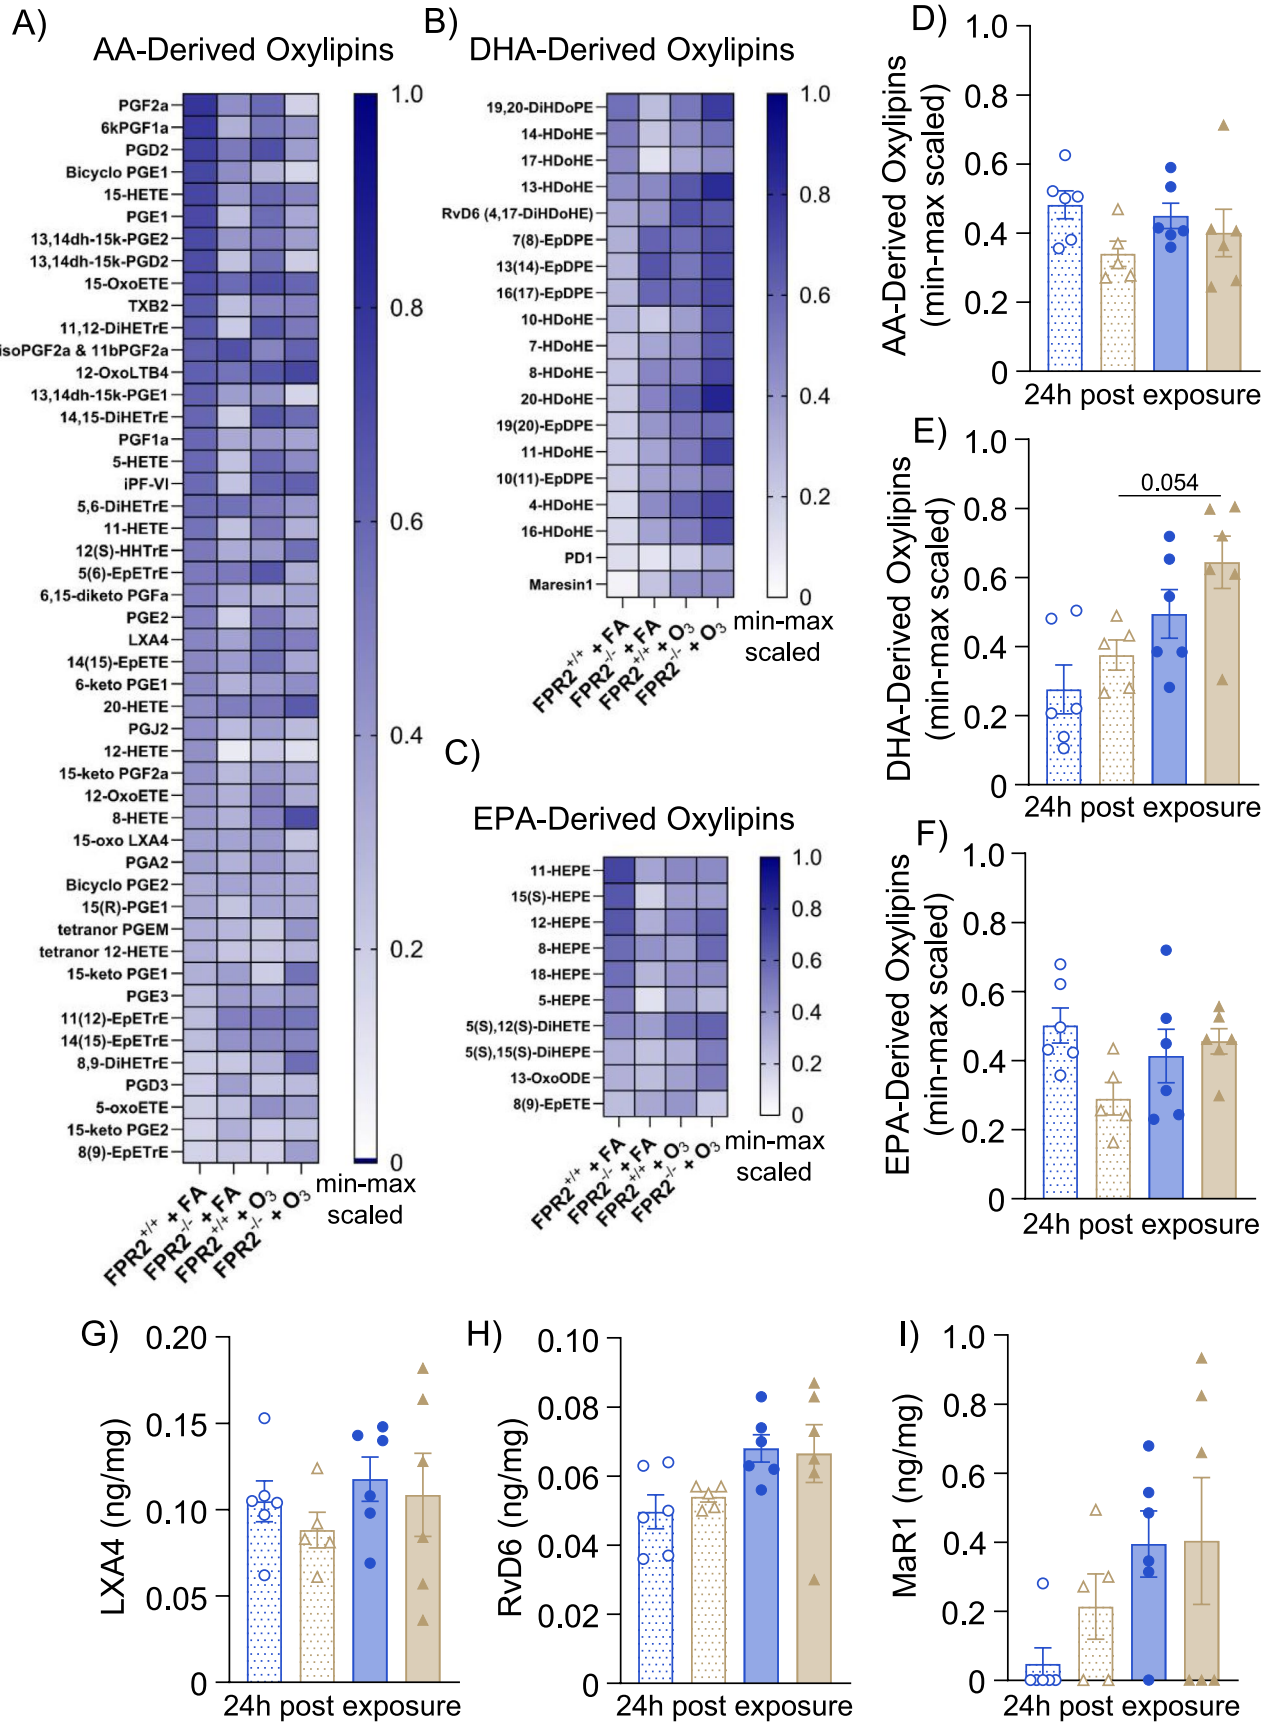 A)
AA-Derived Oxylipins
PGF2a
6kPGF1a
PGD2
Bicyclo PGE1
15-HETE
PGE1
13,14dh-15k-PGE2
13,14dh-15k-PGD2
15-OxoETE
TXB2
11,12-DiHETrE
isoPGF2a & 11bPGF2a
12-OxoLTB4
13,14dh-15k-PGE1
14,15-DiHETrE
PGF1a
5-HETE
iPF-VI
5,6-DiHETrE
11-HETE
12(S)-HHTrE
5(6)-EpETrE
6,15-diketo PGFa
PGE2
LXA4
14(15)-EpETE
6-keto PGE1
20-HETE
PGJ2
12-HETE
15-keto PGF2a
12-OxoETE
8-HETE
15-oxo LXA4
PGA2
Bicyclo PGE2
15(R)-PGE1
tetranor PGEM
tetranor 12-HETE
15-keto PGE1
PGE3
11(12)-EpETrE
14(15)-EpETrE
8,9-DiHETrE
PGD3
5-oxoETE
15-keto PGE2
8(9)-EpETrE
1.0
0.8
0.6
0.4
0.2
0
min-max
scaled
FPR2+/+ + FA
FPR2-/- + FA
FPR2+/+ + O3
FPR2-/- + O3
B)
DHA-Derived Oxylipins
19,20-DiHDoPE
14-HDoHE
17-HDoHE
13-HDoHE
RvD6 (4,17-DiHDoHE)
7(8)-EpDPE
13(14)-EpDPE
16(17)-EpDPE
10-HDoHE
7-HDoHE
8-HDoHE
20-HDoHE
19(20)-EpDPE
11-HDoHE
10(11)-EpDPE
4-HDoHE
16-HDoHE
PD1
Maresin1
1.0
0.8
0.6
0.4
0.2
0
min-max
scaled
FPR2+/+ + FA
FPR2-/- + FA
FPR2+/+ + O3
FPR2-/- + O3
C)
EPA-Derived Oxylipins
11-HEPE
15(S)-HEPE
12-HEPE
8-HEPE
18-HEPE
5-HEPE
5(S),12(S)-DiHETE
5(S),15(S)-DiHEPE
13-OxoODE
8(9)-EpETE
1.0
0.8
0.6
0.4
0.2
0
min-max
scaled
FPR2+/+ + FA
FPR2-/- + FA
FPR2+/+ + O3
FPR2-/- + O3
D)
AA-Derived Oxylipins
(min-max scaled)
1.0
0.8
0.6
0.4
0.2
0
24h post exposure
E)
DHA-Derived Oxylipins
(min-max scaled)
1.0
0.8
0.6
0.4
0.2
0
0.054
24h post exposure
F)
EPA-Derived Oxylipins
(min-max scaled)
1.0
0.8
0.6
0.4
0.2
0
24h post exposure
G)
LXA4 (ng/mg)
0.20
0.15
0.10
0.05
0
24h post exposure
H)
RvD6 (ng/mg)
0.10
0.08
0.06
0.04
0.02
0
24h post exposure
I)
MaR1 (ng/mg)
1.0
0.8
0.6
0.4
0.2
0
24h post exposure